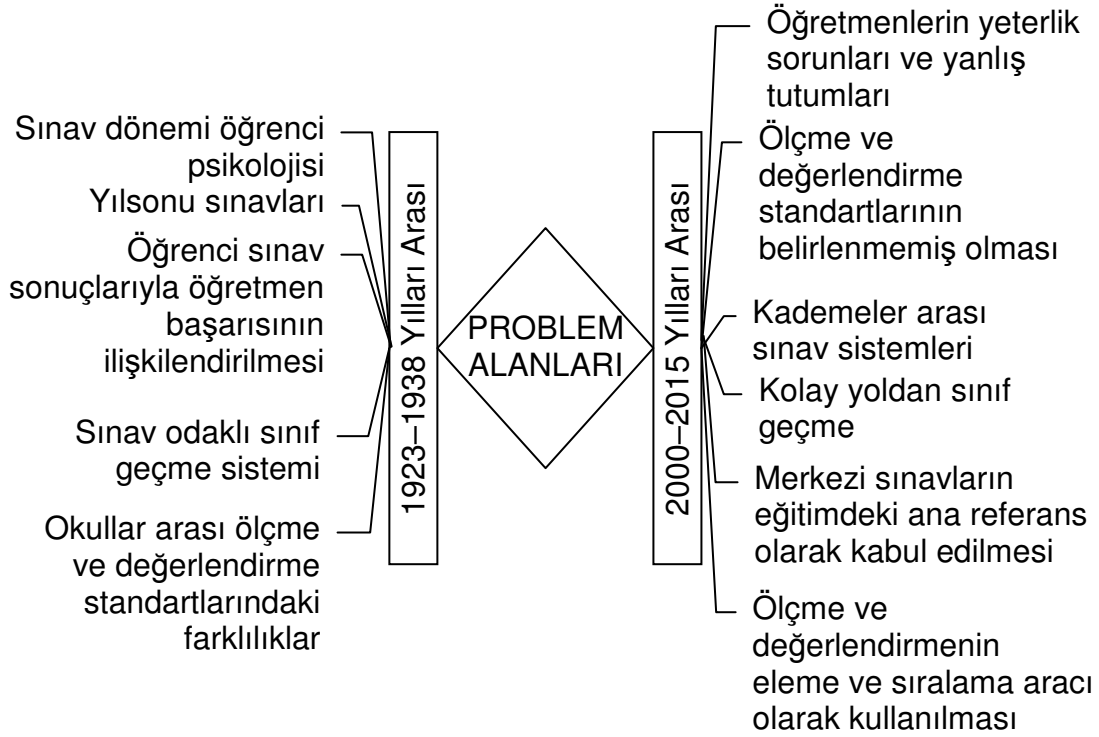 Sınav dönemi öğrenci
psikolojisi
Yılsonu sınavları
Öğrenci sınav
sonuçlarıyla öğretmen
başarısının
ilişkilendirilmesi
Sınav odaklı sınıf
geçme sistemi
Okullar arası ölçme
ve değerlendirme
standartlarındaki
farklılıklar
1923–1938 Yılları Arası
PROBLEM
ALANLARI
2000–2015 Yılları Arası
Öğretmenlerin yeterlik
sorunları ve yanlış
tutumları
Ölçme ve
değerlendirme
standartlarının
belirlenmemiş olması
Kademeler arası
sınav sistemleri
Kolay yoldan sınıf
geçme
Merkezi sınavların
eğitimdeki ana referans
olarak kabul edilmesi
Ölçme ve
değerlendirmenin
eleme ve sıralama aracı
olarak kullanılması